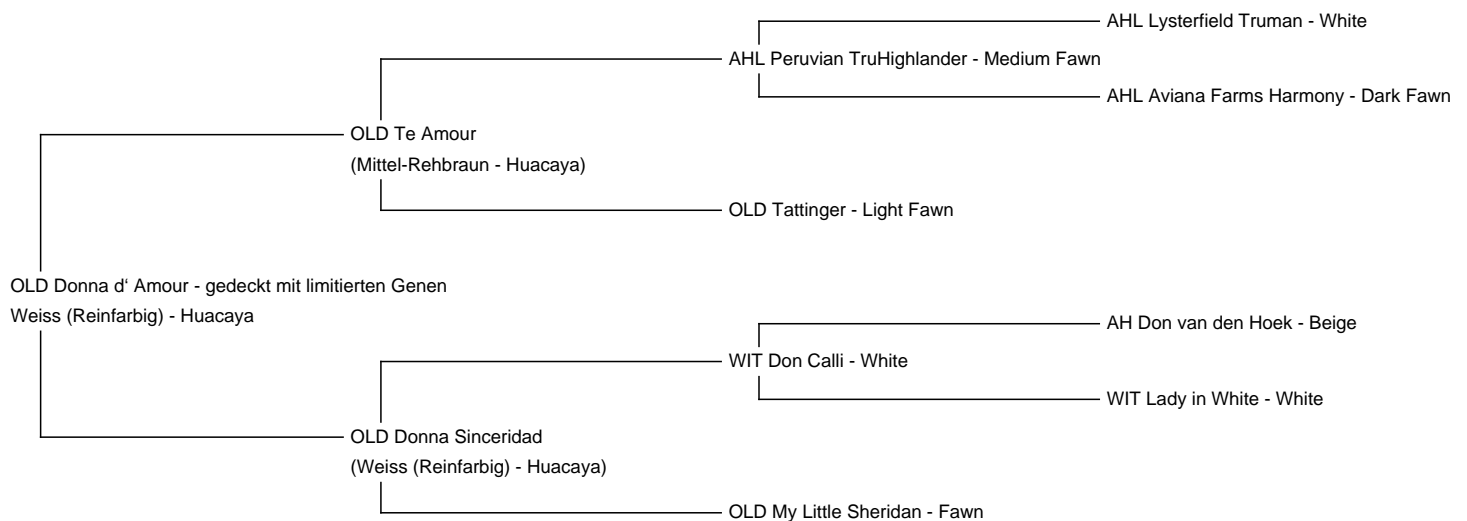 AHL Lysterfield Truman - White
AHL Peruvian TruHighlander - Medium Fawn
AHL Aviana Farms Harmony - Dark Fawn
OLD Te Amour
(Mittel-Rehbraun - Huacaya)
OLD Tattinger - Light Fawn
OLD Donna d‘ Amour - gedeckt mit limitierten Genen
Weiss (Reinfarbig) - Huacaya
AH Don van den Hoek - Beige
WIT Don Calli - White
WIT Lady in White - White
OLD Donna Sinceridad
(Weiss (Reinfarbig) - Huacaya)
OLD My Little Sheridan - Fawn